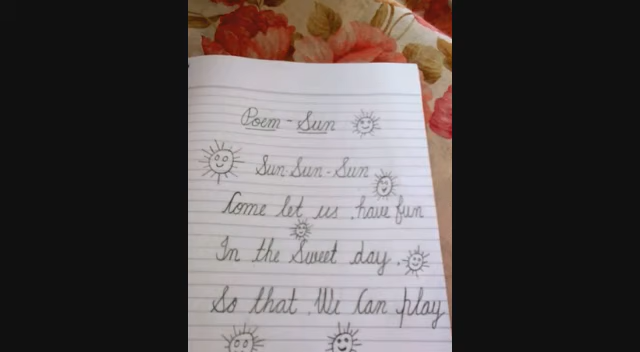 Poem - Sun
Sun Sun - Sun
Come let us have fun
In the Sweet day.
So that We Can play